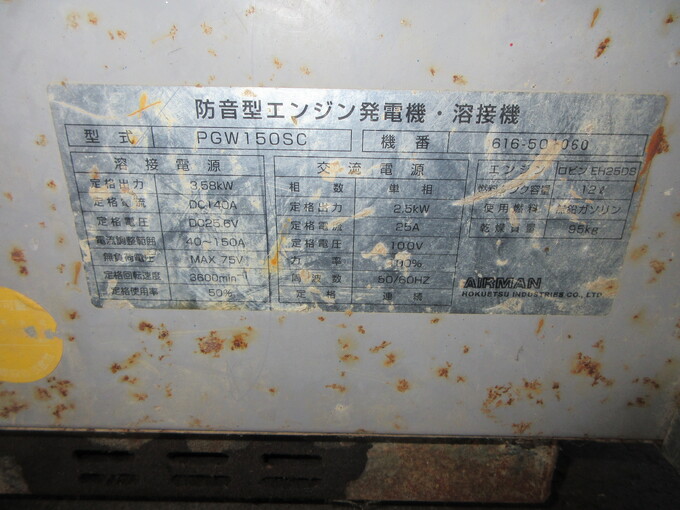 防音型エンジン発電機・溶接機
型式 PGW150SC 機番
溶接電源
定格出力 3.58kW
定格電流 DC140A
定格電圧 DC25.6V
電流調整範囲 40〜150A
無負荷電圧 MAX 75V
定格回転速度 3600min⁻¹
定格使用率 50%
交流電源
相数 単相
定格出力 2.5kW
定格電流 25A
定格電圧 100V
周波数 50/60HZ
定格 連続
エンジン ロビン EH25DS
燃料タンク容量 12ℓ
使用燃料 無鉛ガソリン
乾燥質量 95kg
AIRMAN
HOKUETSU INDUSTRIES CO., LTD.